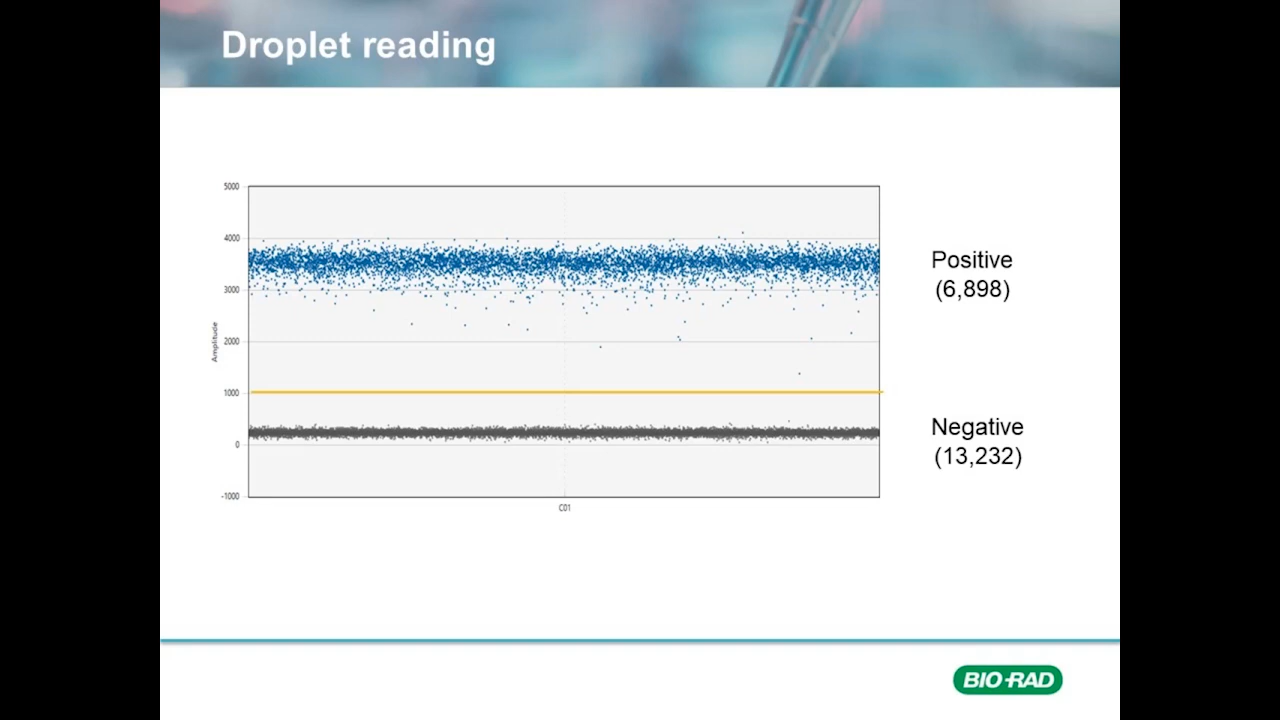 Droplet reading
5000
4000
3000
2000
1000
0
-1000
Amplitude
C01
Positive
(6,898)
Negative
(13,232)
BIO-RAD